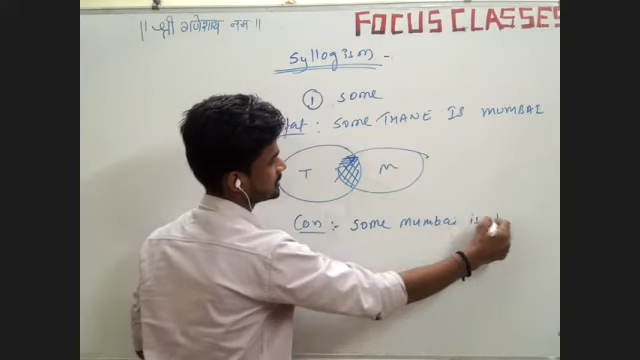 || श्री गणेशाय नम ||
FOCUS CLASSES
Syllogism -
① Some
Stat : Some THANE IS MUMBAI
T M
Con :- Some mumbai is